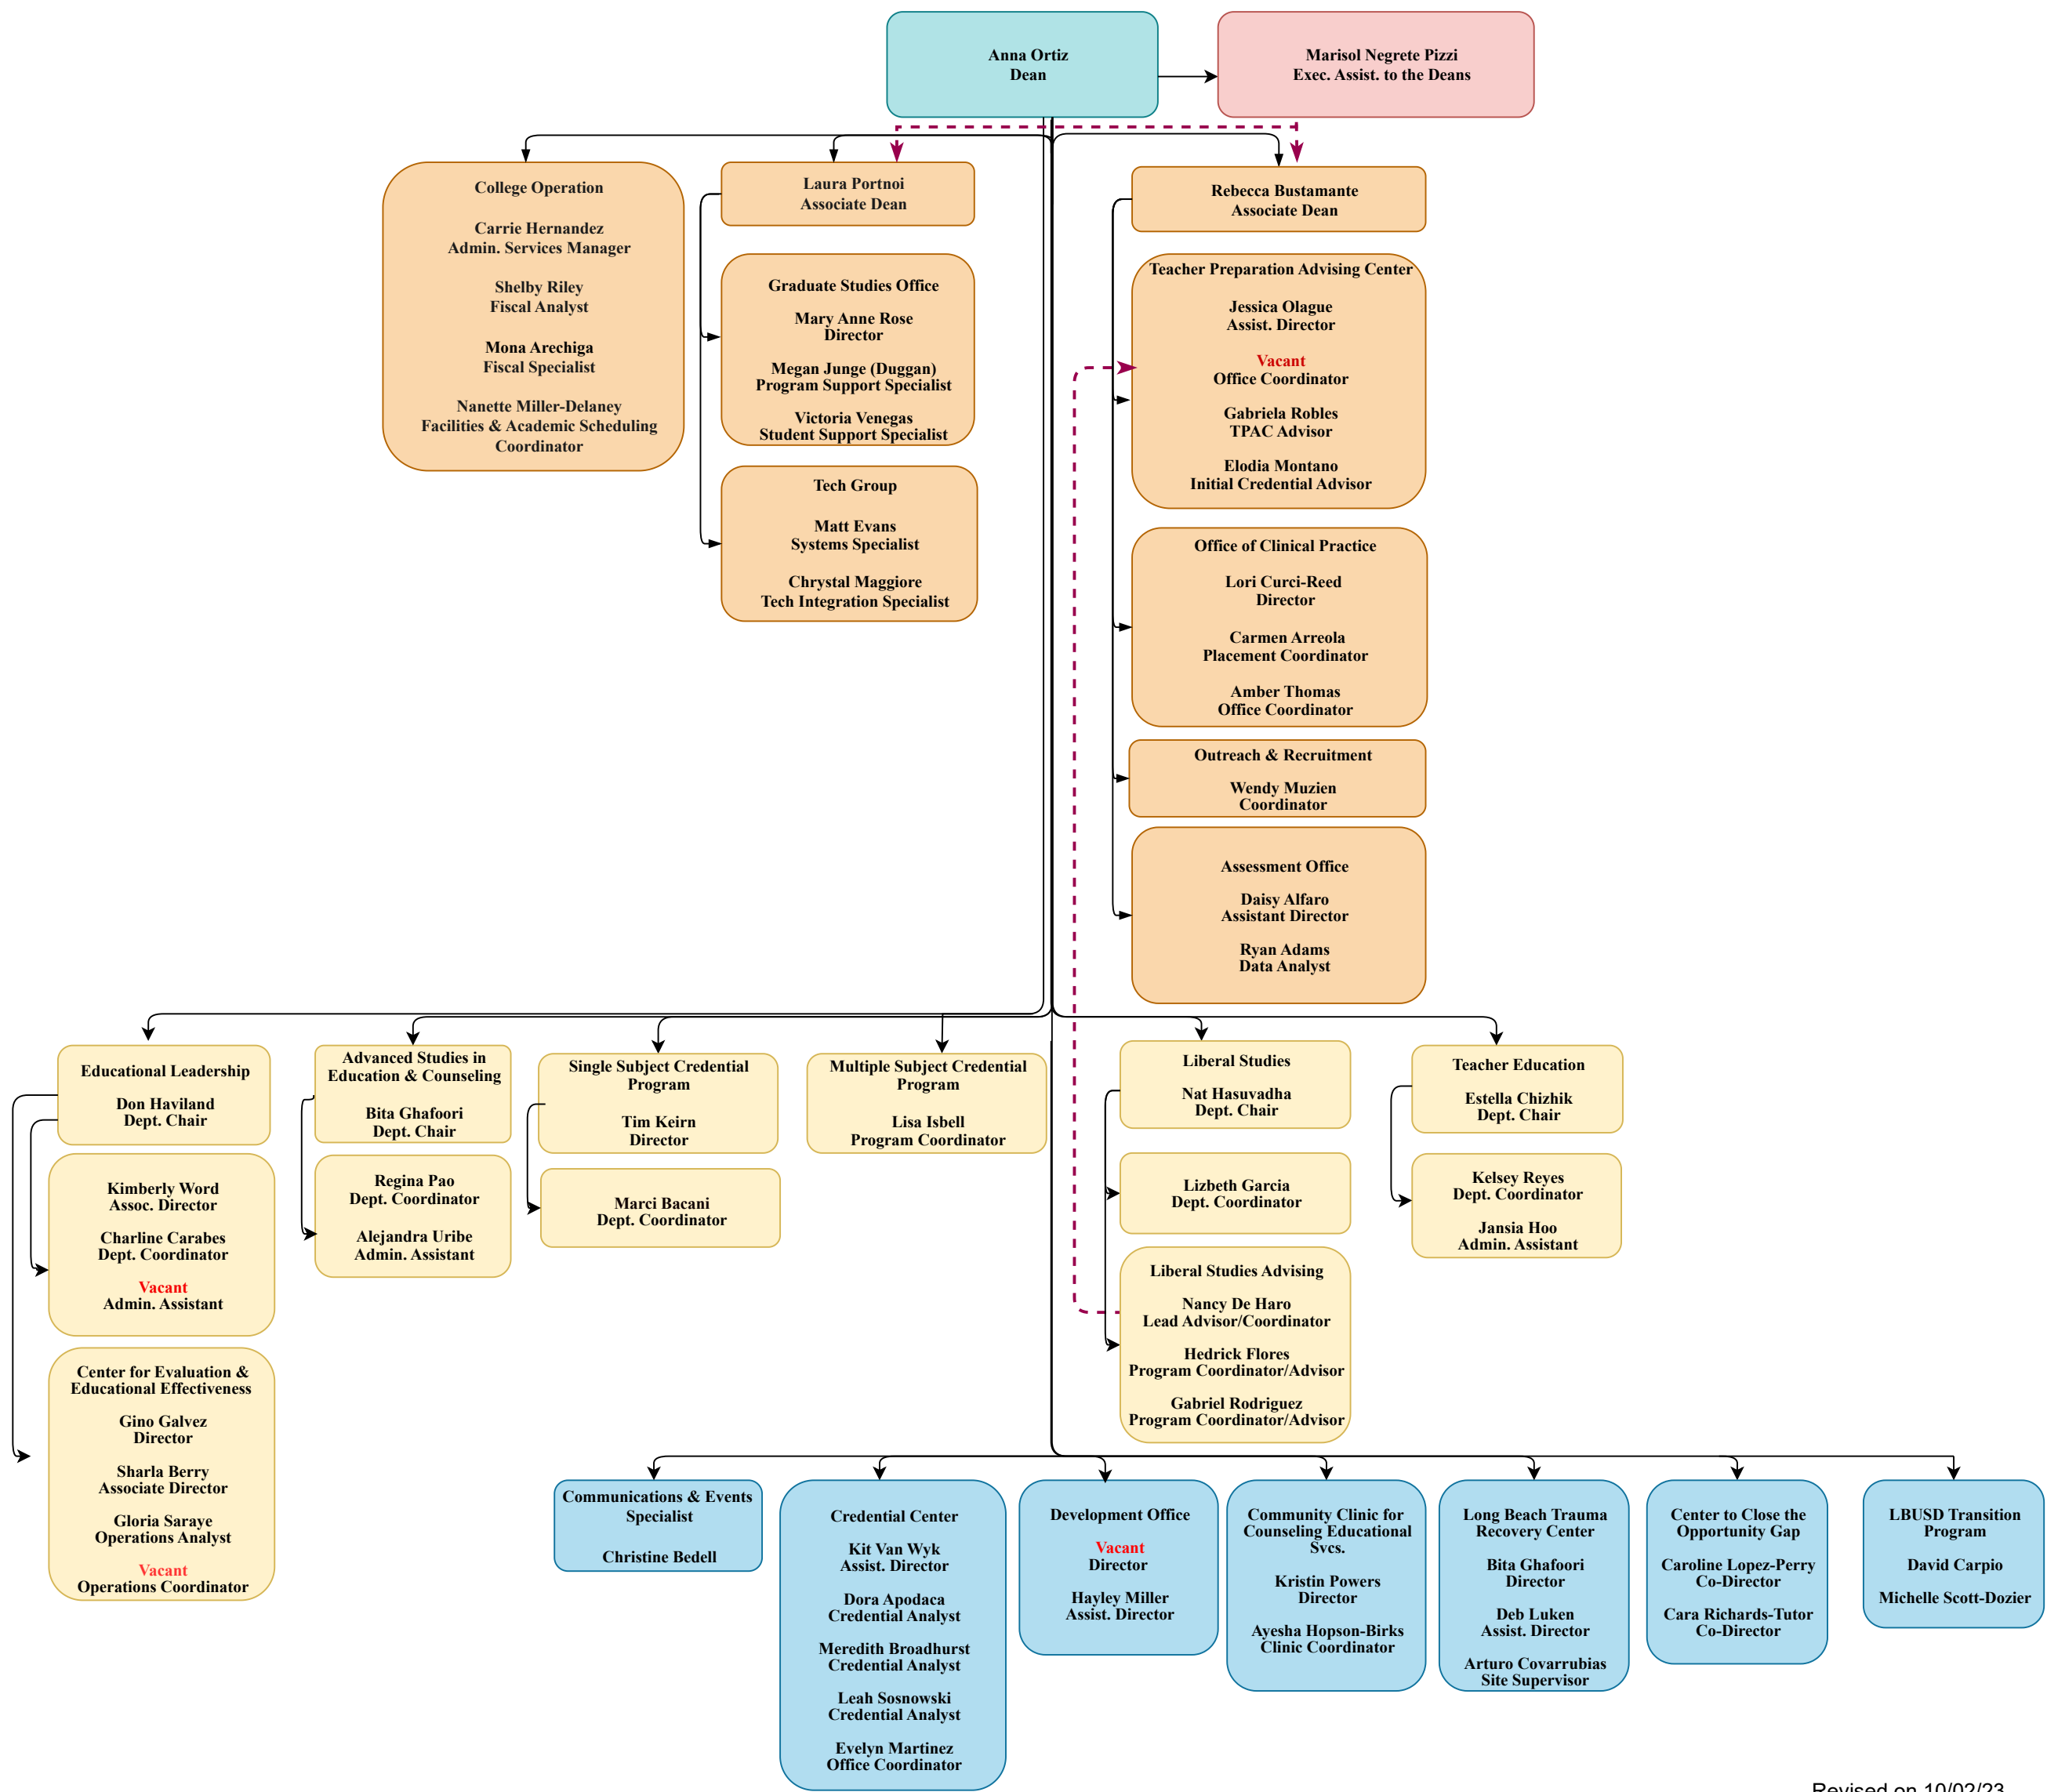 Anna Ortiz
Dean
Marisol Negrete Pizzi
Exec. Assist. to the Deans
College Operation
Carrie Hernandez
Admin. Services Manager
Shelby Riley
Fiscal Analyst
Mona Arechiga
Fiscal Specialist
Nanette Miller-Delaney
Facilities & Academic Scheduling
Coordinator
Laura Portnoi
Associate Dean
Graduate Studies Office
Mary Anne Rose
Director
Megan Junge (Duggan)
Program Support Specialist
Victoria Venegas
Student Support Specialist
Tech Group
Matt Evans
Systems Specialist
Chrystal Maggiore
Tech Integration Specialist
Rebecca Bustamante
Associate Dean
Teacher Preparation Advising Center
Jessica Olague
Assist. Director
Vacant
Office Coordinator
Gabriela Robles
TPAC Advisor
Elodia Montano
Initial Credential Advisor
Office of Clinical Practice
Lori Curci-Reed
Director
Carmen Arreola
Placement Coordinator
Amber Thomas
Office Coordinator
Outreach & Recruitment
Wendy Muzien
Coordinator
Assessment Office
Daisy Alfaro
Assistant Director
Ryan Adams
Data Analyst
Educational Leadership
Don Haviland
Dept. Chair
Kimberly Word
Assoc. Director
Charline Carabes
Dept. Coordinator
Vacant
Admin. Assistant
Center for Evaluation &
Educational Effectiveness
Gino Galvez
Director
Sharla Berry
Associate Director
Gloria Saraye
Operations Analyst
Vacant
Operations Coordinator
Advanced Studies in
Education & Counseling
Bita Ghafoori
Dept. Chair
Regina Pao
Dept. Coordinator
Alejandra Uribe
Admin. Assistant
Single Subject Credential
Program
Tim Keirn
Director
Marci Bacani
Dept. Coordinator
Multiple Subject Credential
Program
Lisa Isbell
Program Coordinator
Liberal Studies
Nat Hasuvadha
Dept. Chair
Lizbeth Garcia
Dept. Coordinator
Liberal Studies Advising
Nancy De Haro
Lead Advisor/Coordinator
Hedrick Flores
Program Coordinator/Advisor
Gabriel Rodriguez
Program Coordinator/Advisor
Teacher Education
Estella Chizhik
Dept. Chair
Kelsey Reyes
Dept. Coordinator
Jansia Hoo
Admin. Assistant
Communications & Events
Specialist
Christine Bedell
Credential Center
Kit Van Wyk
Assist. Director
Dora Apodaca
Credential Analyst
Meredith Broadhurst
Credential Analyst
Leah Sosnowski
Credential Analyst
Evelyn Martinez
Office Coordinator
Development Office
Vacant
Director
Hayley Miller
Assist. Director
Community Clinic for
Counseling Educational
Svcs.
Kristin Powers
Director
Ayesha Hopson-Birks
Clinic Coordinator
Long Beach Trauma
Recovery Center
Bita Ghafoori
Director
Deb Luken
Assist. Director
Arturo Covarrubias
Site Supervisor
Center to Close the
Opportunity Gap
Caroline Lopez-Perry
Co-Director
Cara Richards-Tutor
Co-Director
LBUSD Transition
Program
David Carpio
Michelle Scott-Dozier
Revised on 10/02/23